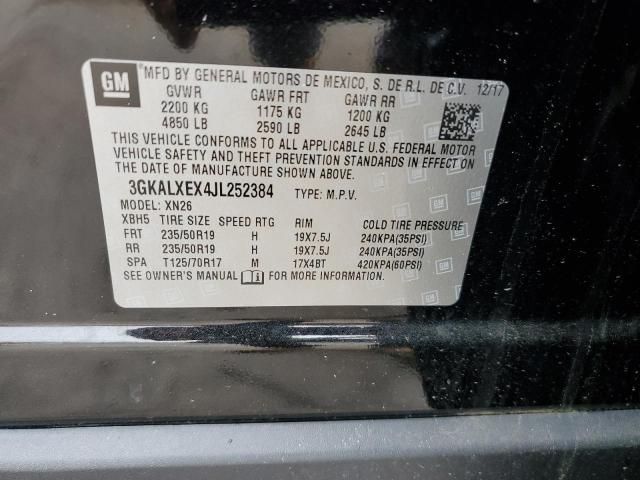 GM MFD BY GENERAL MOTORS DE MEXICO, S. DE R.L. DE C.V. 12/17
GVWR GAWR FRT GAWR RR
2200 KG 1175 KG 1200 KG
4850 LB 2590 LB 2645 LB
THIS VEHICLE CONFORMS TO ALL APPLICABLE U.S. FEDERAL MOTOR
VEHICLE SAFETY AND THEFT PREVENTION STANDARDS IN EFFECT ON
THE DATE OF MANUFACTURE SHOWN ABOVE.
3GKALXEX4JL252384 TYPE: M.P.V.
MODEL: XN26
XBH5 TIRE SIZE SPEED RTG RIM COLD TIRE PRESSURE
FRT 235/50R19 H 19X7.5J 240KPA(35PSI)
RR 235/50R19 H 19X7.5J 240KPA(35PSI)
SPA T125/70R17 M 17X4BT 420KPA(60PSI)
SEE OWNER'S MANUAL FOR MORE INFORMATION.